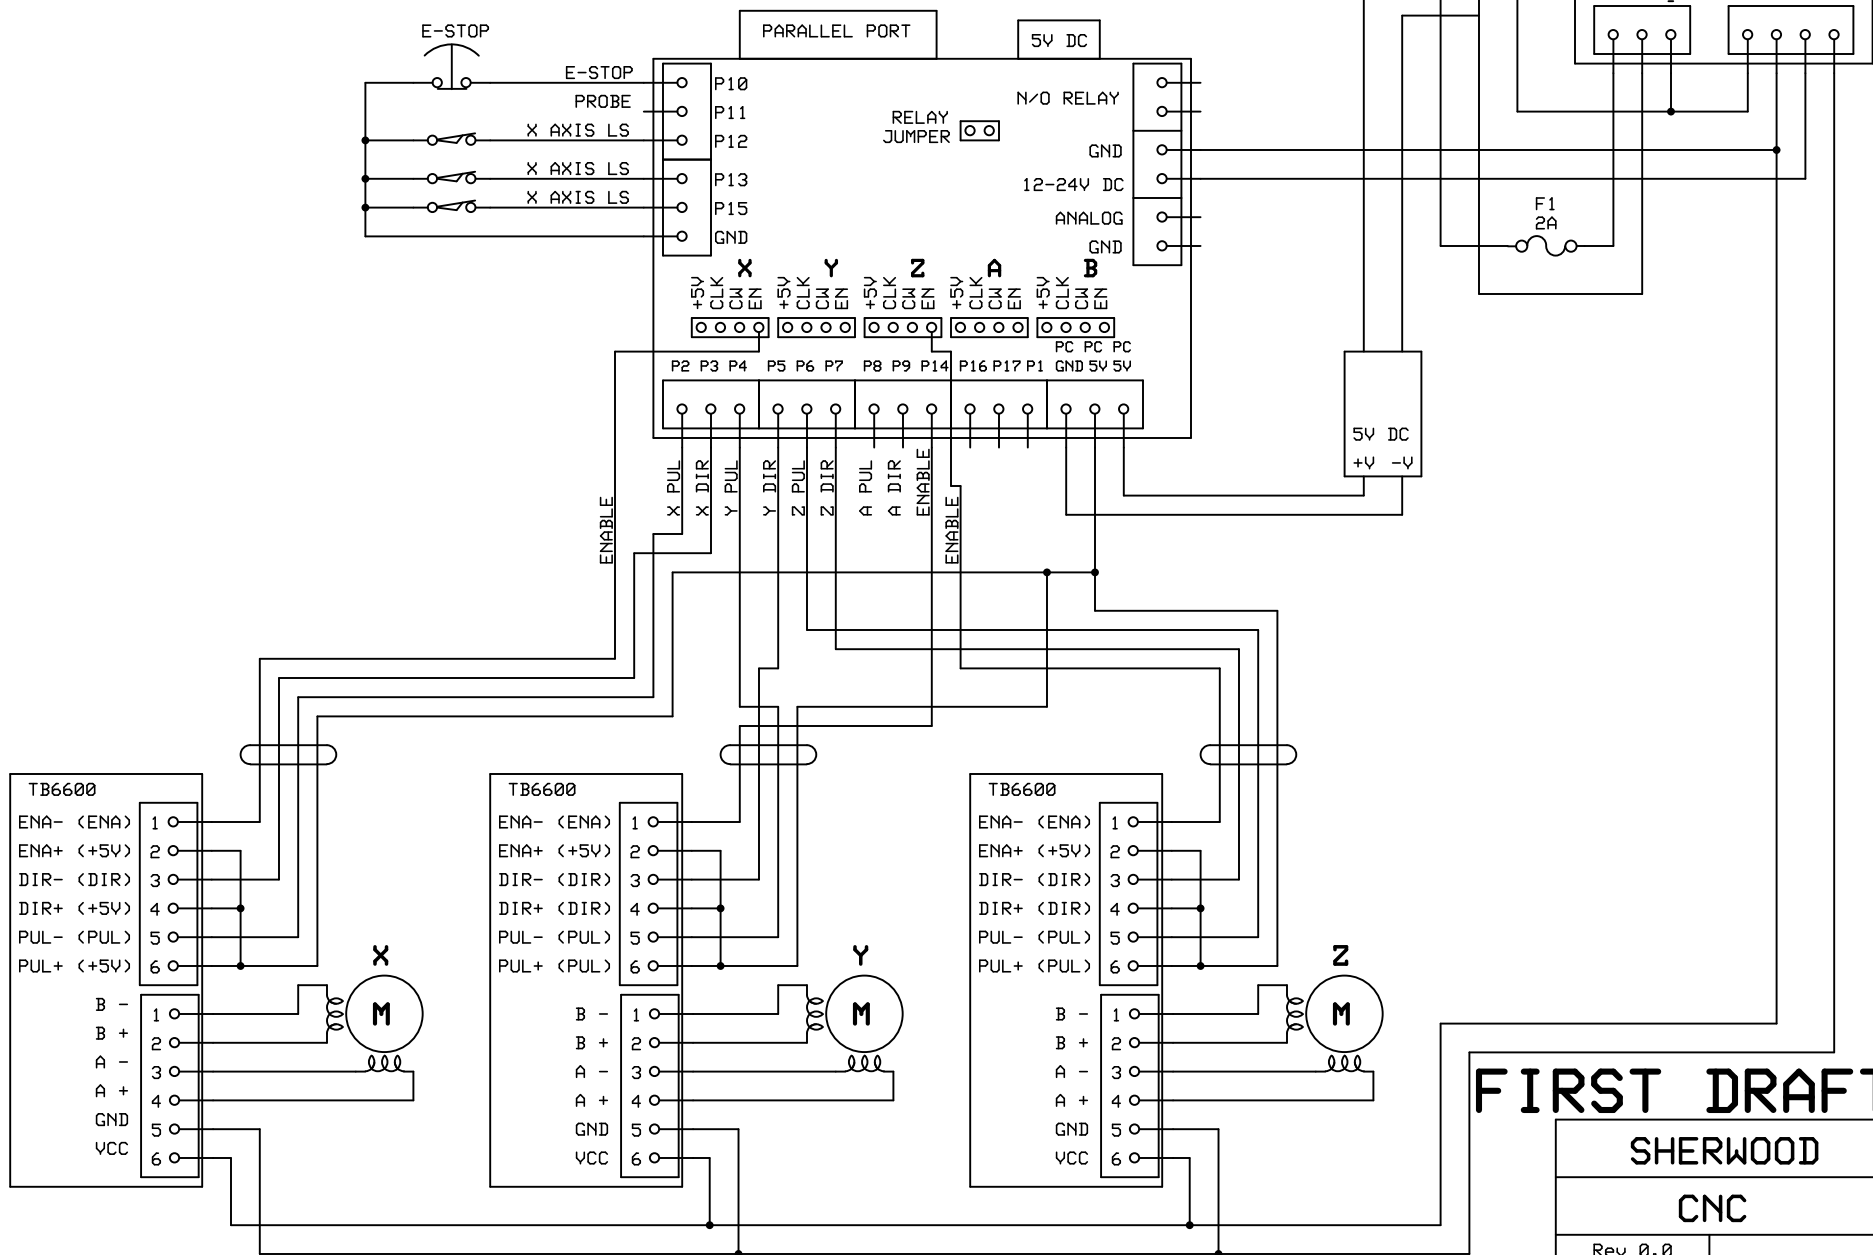 E-STOP
PARALLEL PORT
5V DC
E-STOP
P10
PROBE
P11
X AXIS LS
P12
X AXIS LS
P13
X AXIS LS
P15
GND
RELAY
JUMPER
N/O RELAY
GND
12-24V DC
ANALOG
GND
F1
2A
X Y Z A B
+5V CLK CW EN
+5V CLK CW EN
+5V CLK CW EN
+5V CLK CW EN
+5V CLK CW EN
PC PC PC
P2 P3 P4 P5 P6 P7 P8 P9 P14 P16 P17 P1 GND 5V 5V
5V DC
+V -V
ENABLE
X PUL
X DIR
Y PUL
Y DIR
Z PUL
Z DIR
A PUL
A DIR
ENABLE
ENABLE
TB6600
ENA- (ENA) 1
ENA+ (+5V) 2
DIR- (DIR) 3
DIR+ (+5V) 4
PUL- (PUL) 5
PUL+ (+5V) 6
B - 1
B + 2
A - 3
A + 4
GND 5
VCC 6
X
M
TB6600
ENA- (ENA) 1
ENA+ (+5V) 2
DIR- (DIR) 3
DIR+ (DIR) 4
PUL- (PUL) 5
PUL+ (PUL) 6
B - 1
B + 2
A - 3
A + 4
GND 5
VCC 6
Y
M
TB6600
ENA- (ENA) 1
ENA+ (+5V) 2
DIR- (DIR) 3
DIR+ (DIR) 4
PUL- (PUL) 5
PUL+ (PUL) 6
B - 1
B + 2
A - 3
A + 4
GND 5
VCC 6
Z
M
FIRST DRAFT
SHERWOOD
CNC
Rev 0.0